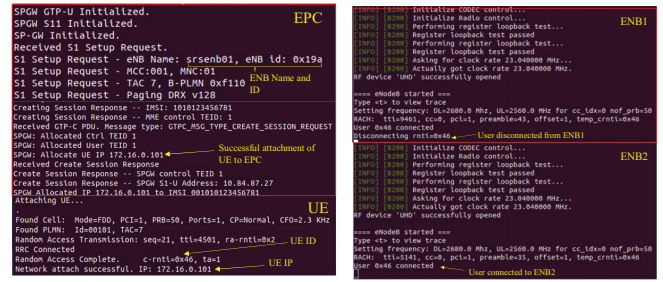 SPGW GTP-U Initialized.
SPGW S11 Initialized.
SP-GW Initialized.
Received S1 Setup Request.
S1 Setup Request - eNB Name: srsenb01, eNB id: 0x19a
S1 Setup Request - MCC:001, MNC:01
S1 Setup Request - TAC 7, B-PLMN 0xf110
S1 Setup Request - Paging DRX v128
EPC
ENB Name and
ID
Creating Session Response -- IMSI: 1010123456781
Creating Session Response -- MME control TEID: 1
Received GTP-C PDU. Message type: GTPC_MSG_TYPE_CREATE_SESSION_REQUEST
SPGW: Allocated Ctrl TEID 1
SPGW: Allocated User TEID 1
SPGW: Allocate UE IP 172.16.0.101
Received Create Session Response
Create Session Response -- SPGW control TEID 1
Create Session Response -- SPGW S1-U Address: 10.84.87.27
SPGW Allocated IP 172.16.0.101 to IMSI 001010123456781
Successful attachment of
UE to EPC
Attaching UE...
.
Found Cell: Mode=FDD, PCI=1, PRB=50, Ports=1, CP=Normal, CFO=2.3 KHz
Found PLMN: Id=00101, TAC=7
Random Access Transmission: seq=21, tti=4501, ra-rnti=0x2
RRC Connected
Random Access Complete. c-rnti=0x46, ta=1
Network attach successful. IP: 172.16.0.101
UE
UE ID
UE IP
[INFO] [B200] Initialize CODEC control...
[INFO] [B200] Initialize Radio control...
[INFO] [B200] Performing register loopback test...
[INFO] [B200] Register loopback test passed
[INFO] [B200] Performing register loopback test...
[INFO] [B200] Register loopback test passed
[INFO] [B200] Asking for clock rate 23.040000 MHz...
[INFO] [B200] Actually got clock rate 23.040000 MHz.
RF device 'UHD' successfully opened
ENB1
==== eNodeB started ===
Type <t> to view trace
Setting frequency: DL=2680.0 Mhz, UL=2560.0 MHz for cc_idx=0 nof_prb=50
RACH: tti=9461, cc=0, pci=1, preamble=43, offset=1, temp_crnti=0x46
User 0x46 connected
Disconnecting rnti=0x46
User disconnected from ENB1
[INFO] [B200] Initialize CODEC control...
[INFO] [B200] Initialize Radio control...
[INFO] [B200] Performing register loopback test...
[INFO] [B200] Register loopback test passed
[INFO] [B200] Performing register loopback test...
[INFO] [B200] Register loopback test passed
[INFO] [B200] Asking for clock rate 23.040000 MHz...
[INFO] [B200] Actually got clock rate 23.040000 MHz.
RF device 'UHD' successfully opened
ENB2
==== eNodeB started ===
Type <t> to view trace
Setting frequency: DL=2680.0 Mhz, UL=2560.0 MHz for cc_idx=0 nof_prb=50
RACH: tti=5141, cc=0, pci=1, preamble=35, offset=1, temp_crnti=0x46
User 0x46 connected
User connected to ENB2